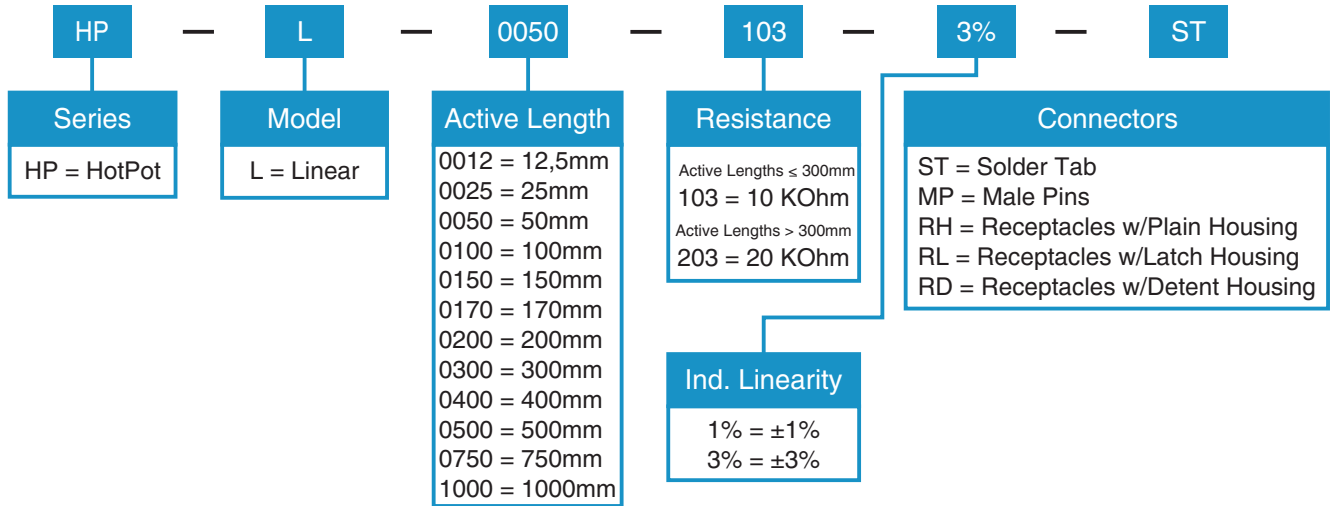 HP — L — 0050 — 103 — 3% — ST
Series
HP = HotPot
Model
L = Linear
Active Length
0012 = 12,5mm
0025 = 25mm
0050 = 50mm
0100 = 100mm
0150 = 150mm
0170 = 170mm
0200 = 200mm
0300 = 300mm
0400 = 400mm
0500 = 500mm
0750 = 750mm
1000 = 1000mm
Resistance
Active Lengths ≤ 300mm
103 = 10 KOhm
Active Lengths > 300mm
203 = 20 KOhm
Ind. Linearity
1% = ±1%
3% = ±3%
Connectors
ST = Solder Tab
MP = Male Pins
RH = Receptacles w/Plain Housing
RL = Receptacles w/Latch Housing
RD = Receptacles w/Detent Housing